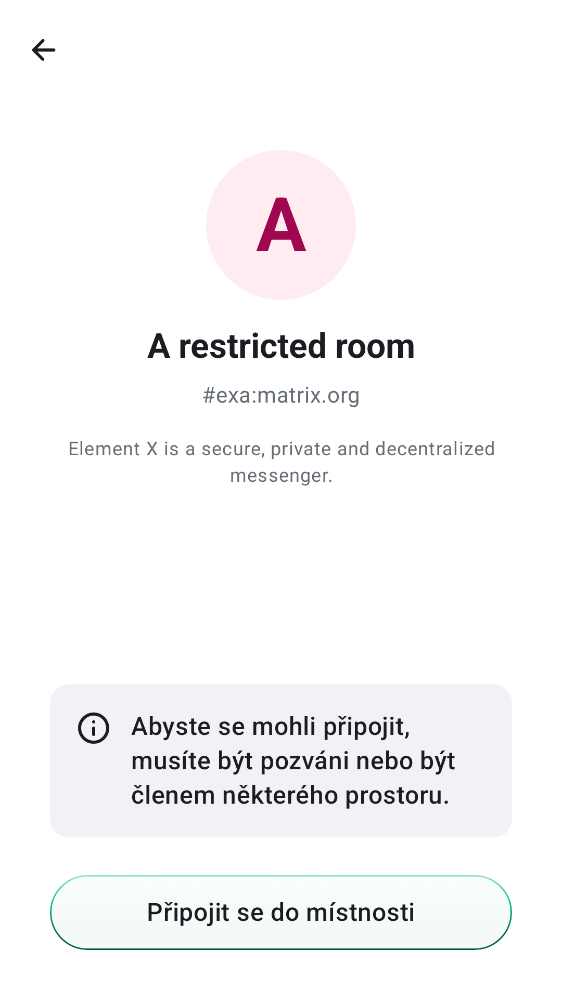 A
A restricted room
#exa:matrix.org
Element X is a secure, private and decentralized
messenger.
Abyste se mohli připojit,
musíte být pozváni nebo být
členem některého prostoru.
Připojit se do místnosti